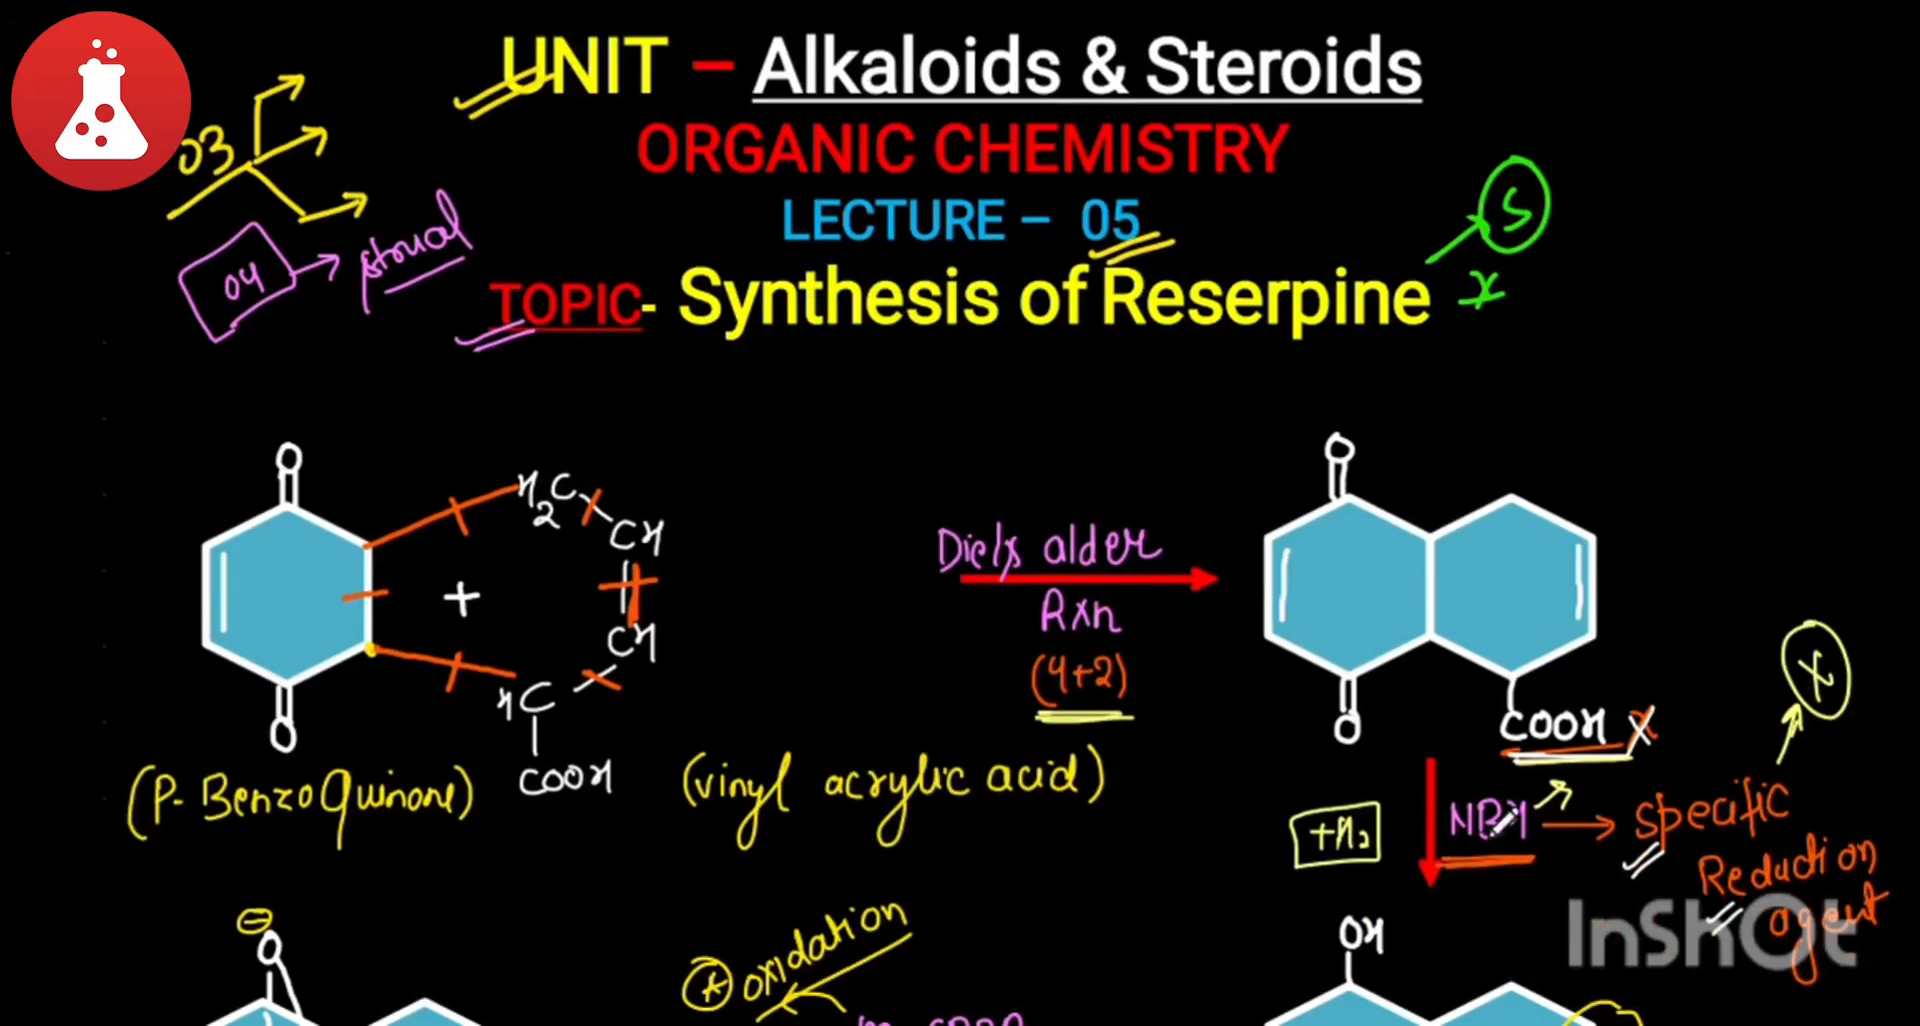 UNIT – Alkaloids & Steroids
ORGANIC CHEMISTRY
03
LECTURE – 05
S
04
TOPIC- Synthesis of Reserpine
x
O
O
H2C
CH
+
CH
HC
COOH
O
O
(P- BenzoQuinone)
(vinyl acrylic acid)
Diels alder
Rxn
(4+2)
O
O
COOH X
X
+H2
NBH
specific
Reduction
agent
InShOt
⊖
O
* oxidation
OH